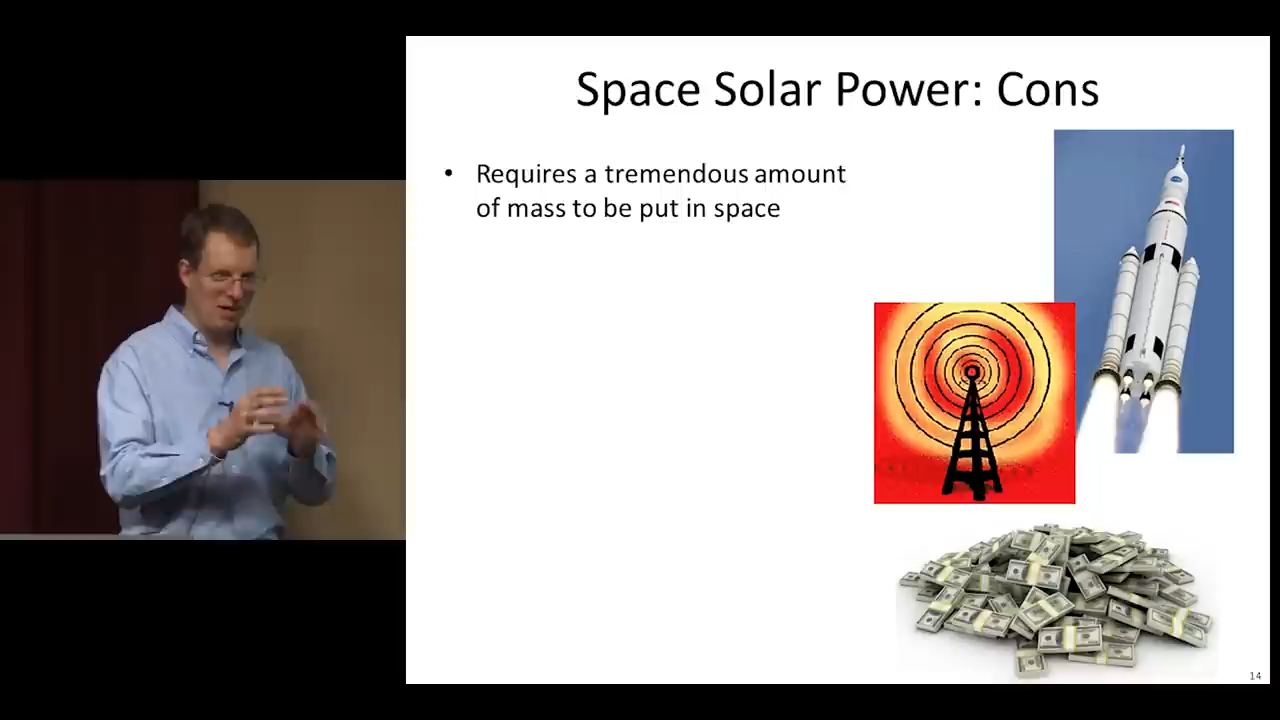 Space Solar Power: Cons
• Requires a tremendous amount
of mass to be put in space
14